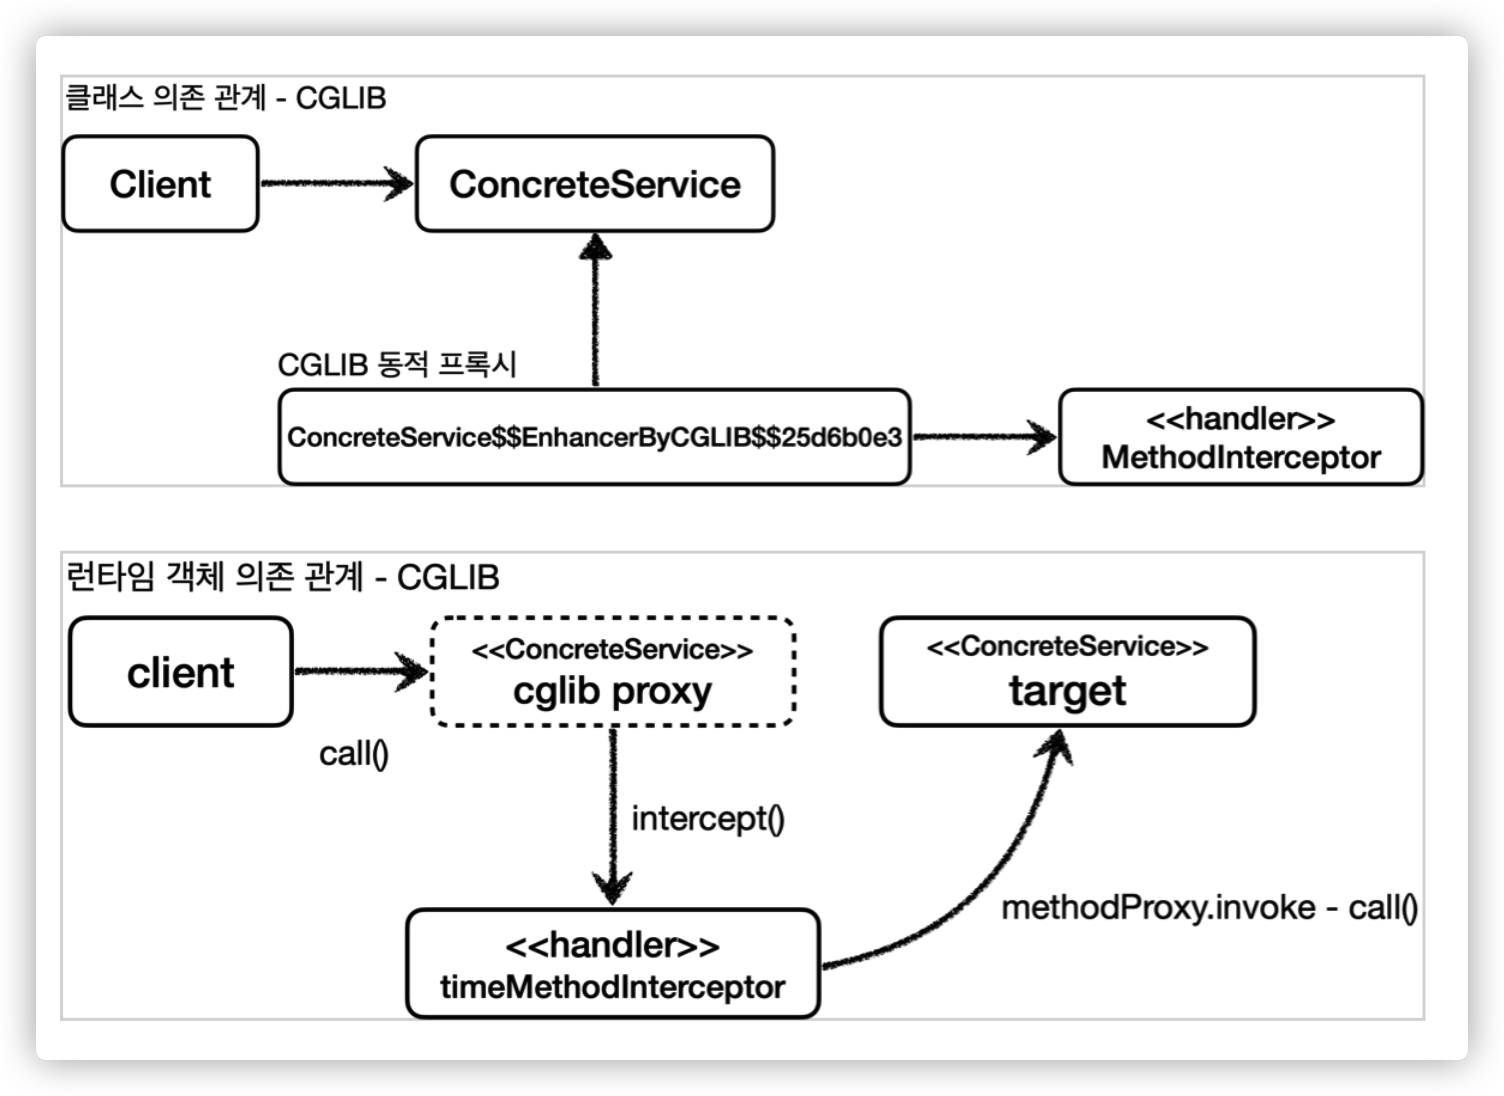 클래스 의존 관계 - CGLIB
Client
ConcreteService
CGLIB 동적 프록시
ConcreteService$$EnhancerByCGLIB$$25d6b0e3
<<handler>>
MethodInterceptor
런타임 객체 의존 관계 - CGLIB
client
<<ConcreteService>>
cglib proxy
<<ConcreteService>>
target
call()
intercept()
methodProxy.invoke - call()
<<handler>>
timeMethodInterceptor